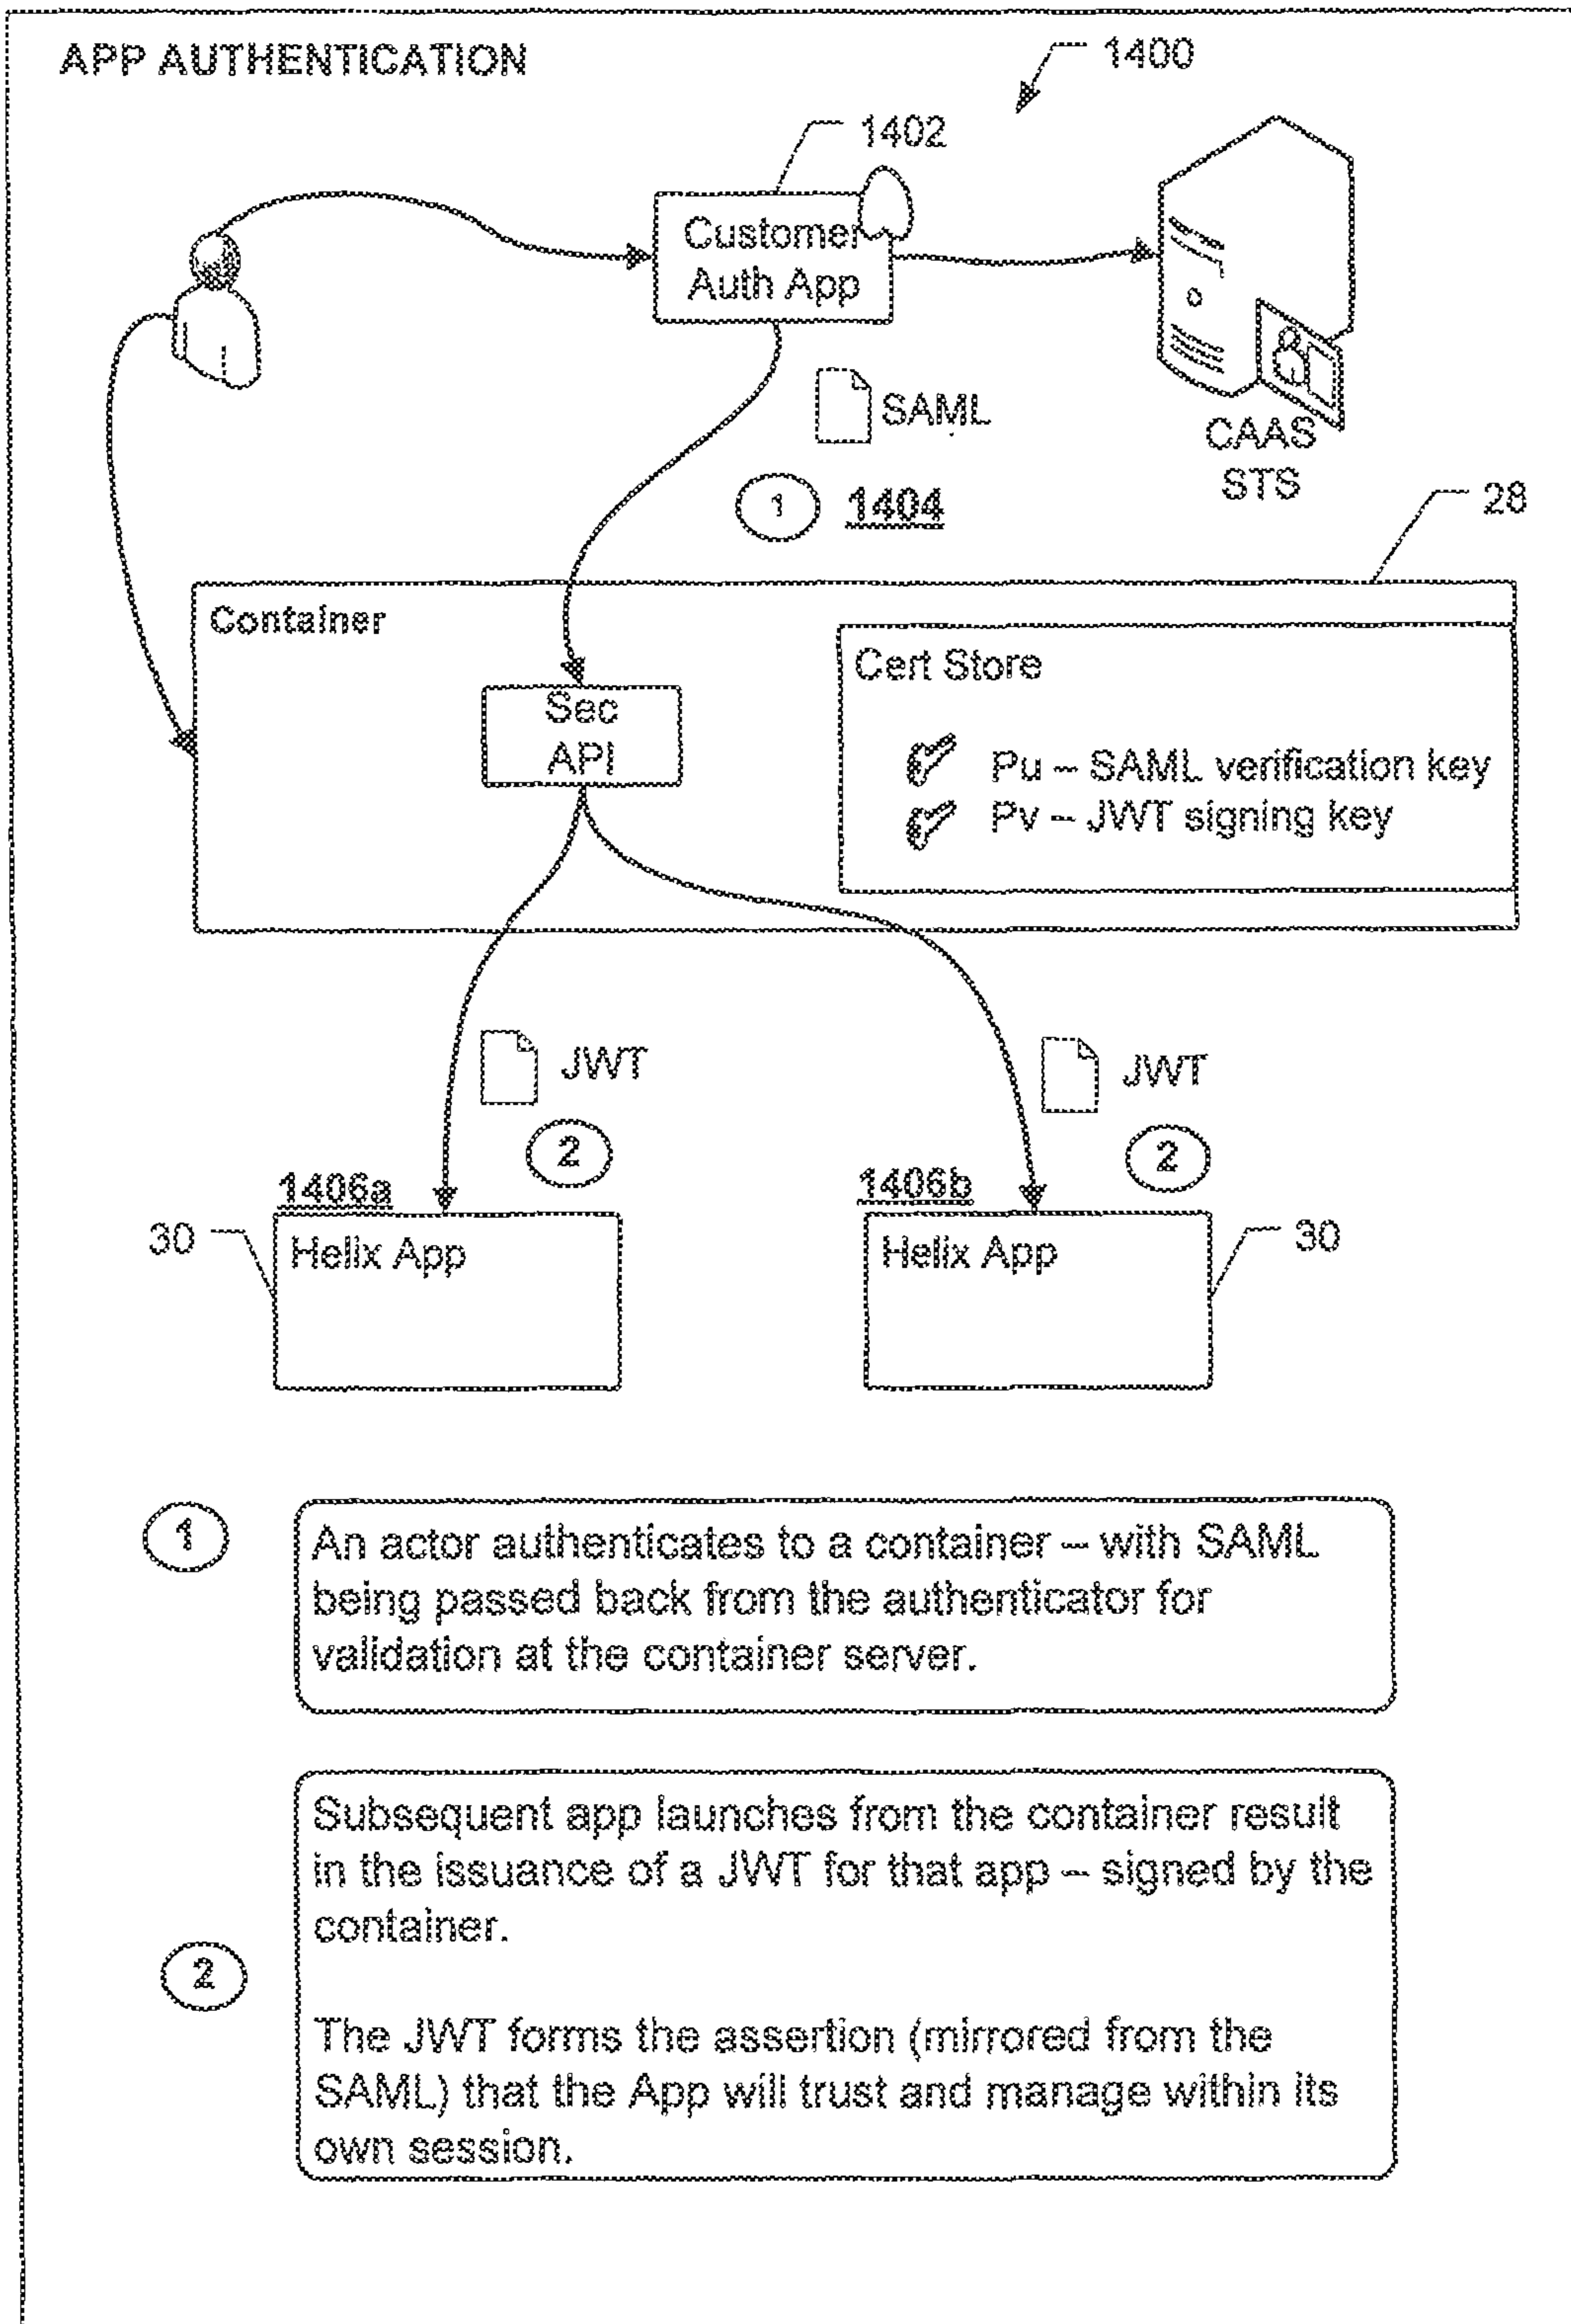 APP AUTHENTICATION
1400
1402
Customer
Auth App
SAML
CAAS
STS
1 1404
28
Container
Cert Store
Sec
API
Pu – SAML verification key
Pv – JWT signing key
JWT
JWT
2
2
1406a
1406b
30
Helix App
Helix App
30
1
An actor authenticates to a container – with SAML
being passed back from the authenticator for
validation at the container server.
Subsequent app launches from the container result
in the issuance of a JWT for that app – signed by the
container.
2
The JWT forms the assertion (mirrored from the
SAML) that the App will trust and manage within its
own session.